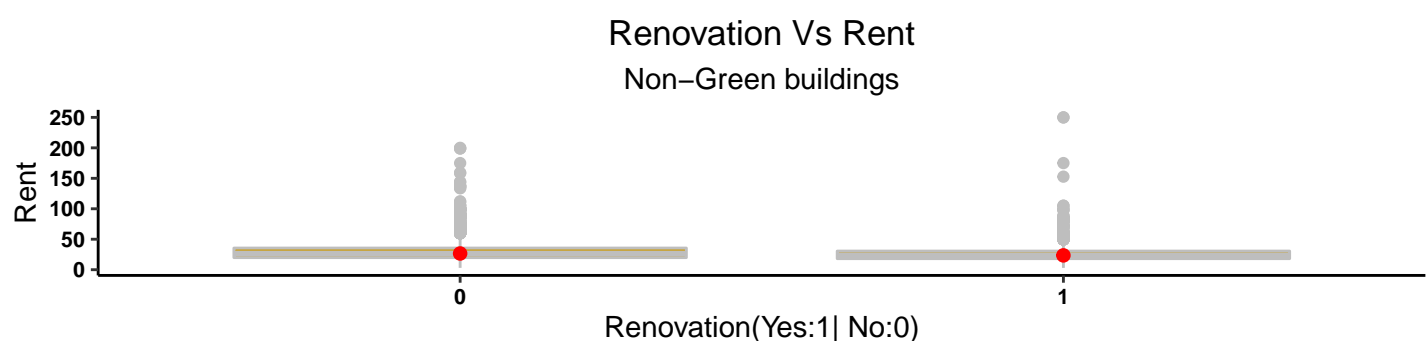 Renovation Vs Rent
Non−Green buildings
250
200
150
100
50
0
Rent
0
1
Renovation(Yes:1| No:0)